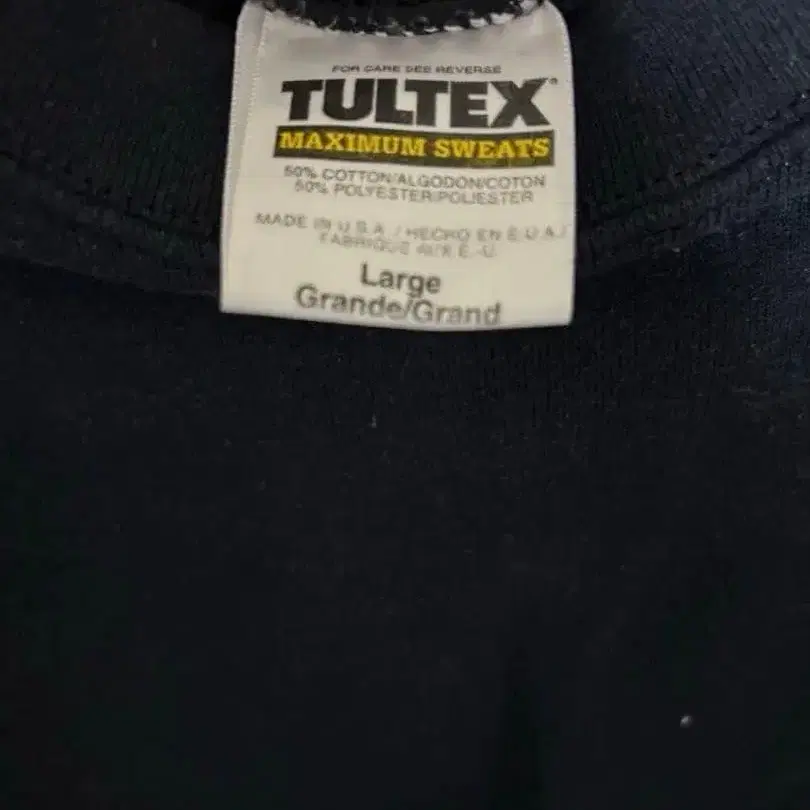 FOR CARE SEE REVERSE
TULTEX®
MAXIMUM SWEATS
50% COTTON/ALGODON/COTON
50% POLYESTER/POLIESTER
MADE IN U.S.A./HECHO EN E.U.A./
FABRIQUE AUX E.-U.
Large
Grande/Grand